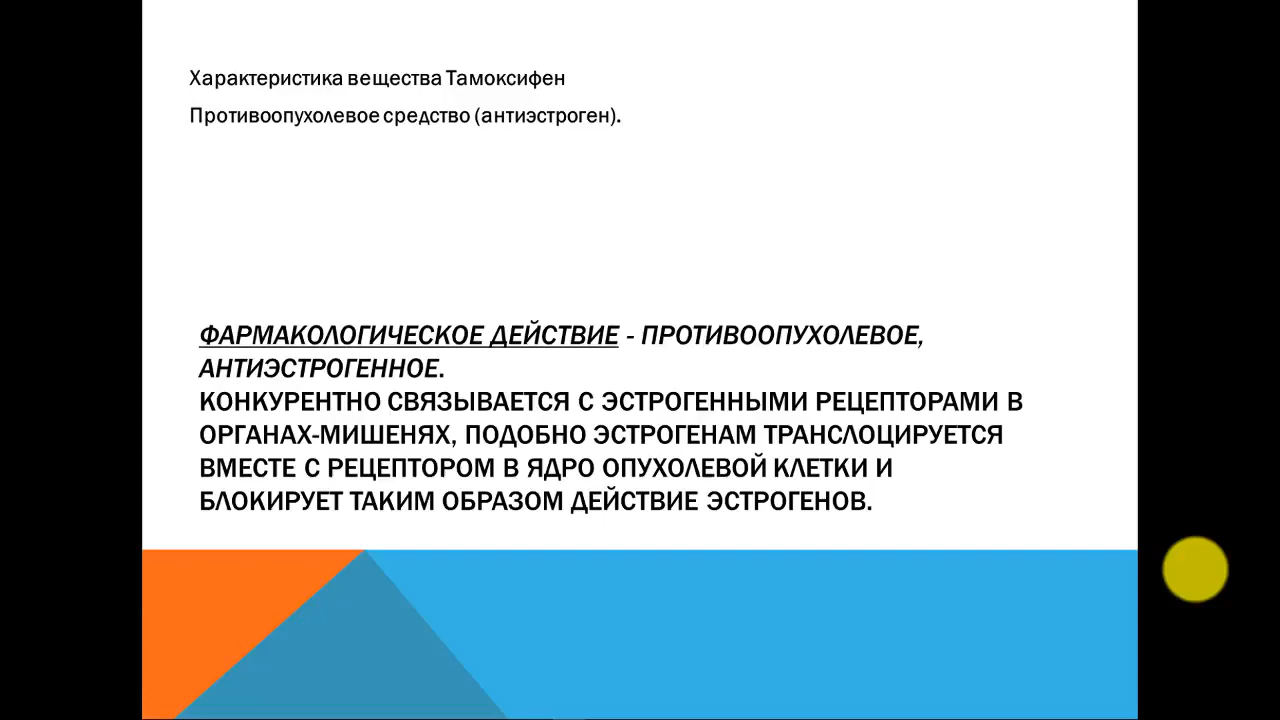 Характеристика вещества Тамоксифен
Противоопухолевое средство (антиэстроген).
ФАРМАКОЛОГИЧЕСКОЕ ДЕЙСТВИЕ - ПРОТИВООПУХОЛЕВОЕ,
АНТИЭСТРОГЕННОЕ.
КОНКУРЕНТНО СВЯЗЫВАЕТСЯ С ЭСТРОГЕННЫМИ РЕЦЕПТОРАМИ В
ОРГАНАХ-МИШЕНЯХ, ПОДОБНО ЭСТРОГЕНАМ ТРАНСЛОЦИРУЕТСЯ
ВМЕСТЕ С РЕЦЕПТОРОМ В ЯДРО ОПУХОЛЕВОЙ КЛЕТКИ И
БЛОКИРУЕТ ТАКИМ ОБРАЗОМ ДЕЙСТВИЕ ЭСТРОГЕНОВ.